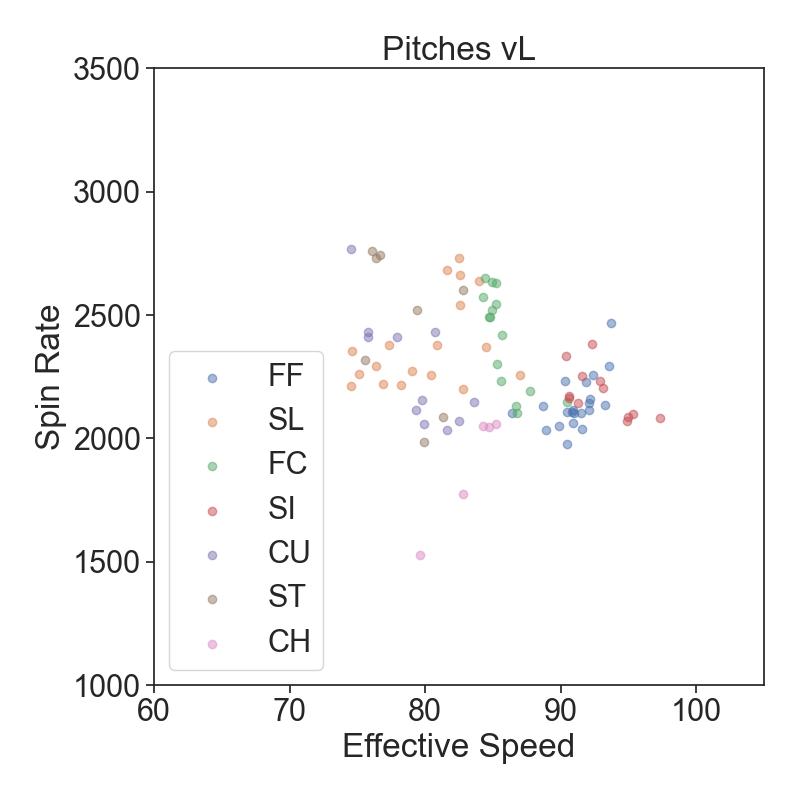 Pitches vL
Spin Rate
3500
3000
2500
2000
1500
1000
FF
SL
FC
SI
CU
ST
CH
60 70 80 90 100
Effective Speed